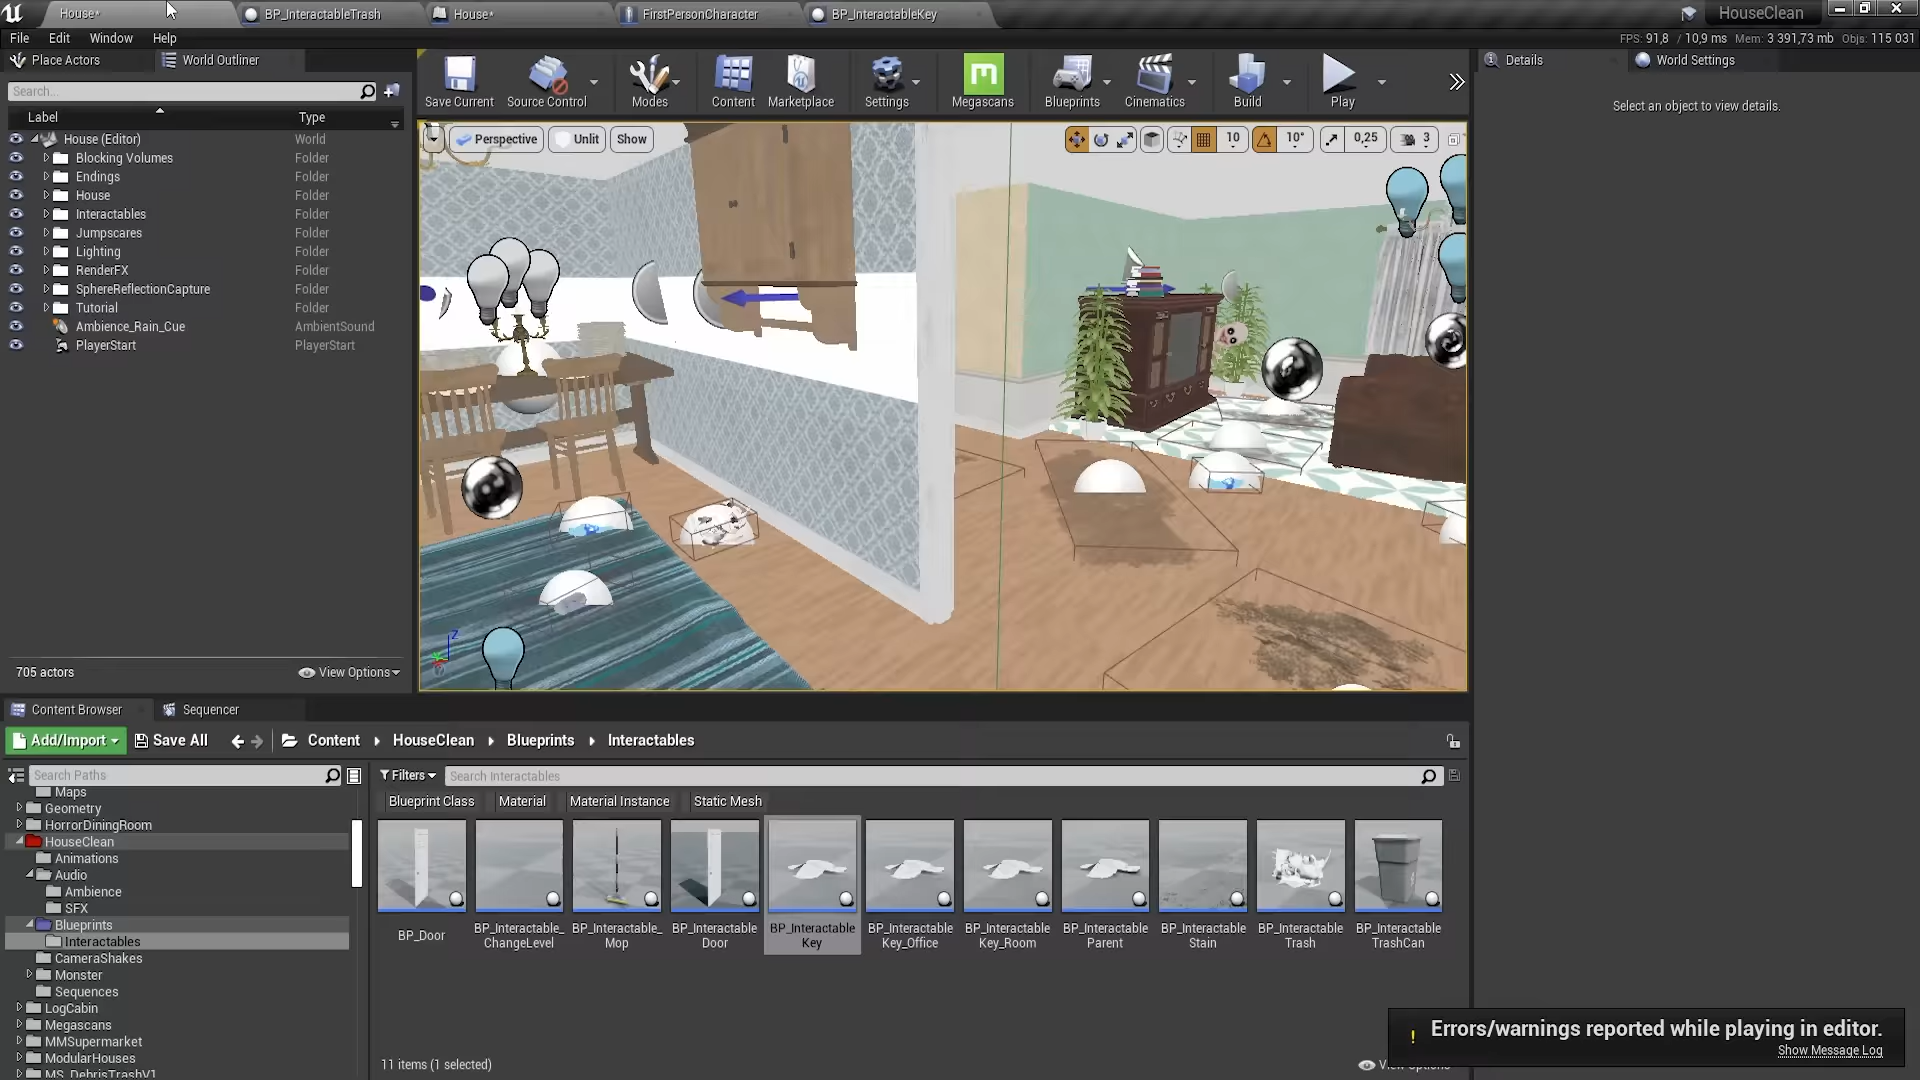 House*
BP_InteractableTrash
House*
FirstPersonCharacter
BP_InteractableKey
HouseClean
File Edit Window Help
FPS: 91,8 / 10,9 ms Mem: 3 391,73 mb Objs: 115 031
Place Actors
World Outliner
Search...
Label Type
House (Editor) World
Blocking Volumes Folder
Endings Folder
House Folder
Interactables Folder
Jumpscares Folder
Lighting Folder
RenderFX Folder
SphereReflectionCapture Folder
Tutorial Folder
Ambience_Rain_Cue AmbientSound
PlayerStart PlayerStart
705 actors
View Options
Save Current
Source Control
Modes
Content
Marketplace
Settings
Megascans
Blueprints
Cinematics
Build
Play
Perspective
Unlit
Show
10
10°
0,25
3
Z
Details
World Settings
Select an object to view details.
Content Browser
Sequencer
Add/Import
Save All
Content
HouseClean
Blueprints
Interactables
Search Paths
Maps
Geometry
HorrorDiningRoom
HouseClean
Animations
Audio
Ambience
SFX
Blueprints
Interactables
CameraShakes
Monster
Sequences
LogCabin
Megascans
MMSupermarket
ModularHouses
MS_DebrisTrashV1
Filters
Search Interactables
Blueprint Class
Material
Material Instance
Static Mesh
BP_Door
BP_Interactable_
ChangeLevel
BP_Interactable_
Mop
BP_Interactable
Door
BP_Interactable
Key
BP_Interactable
Key_Office
BP_Interactable
Key_Room
BP_Interactable
Parent
BP_Interactable
Stain
BP_Interactable
Trash
BP_Interactable
TrashCan
11 items (1 selected)
View Options
Errors/warnings reported while playing in editor.
Show Message Log